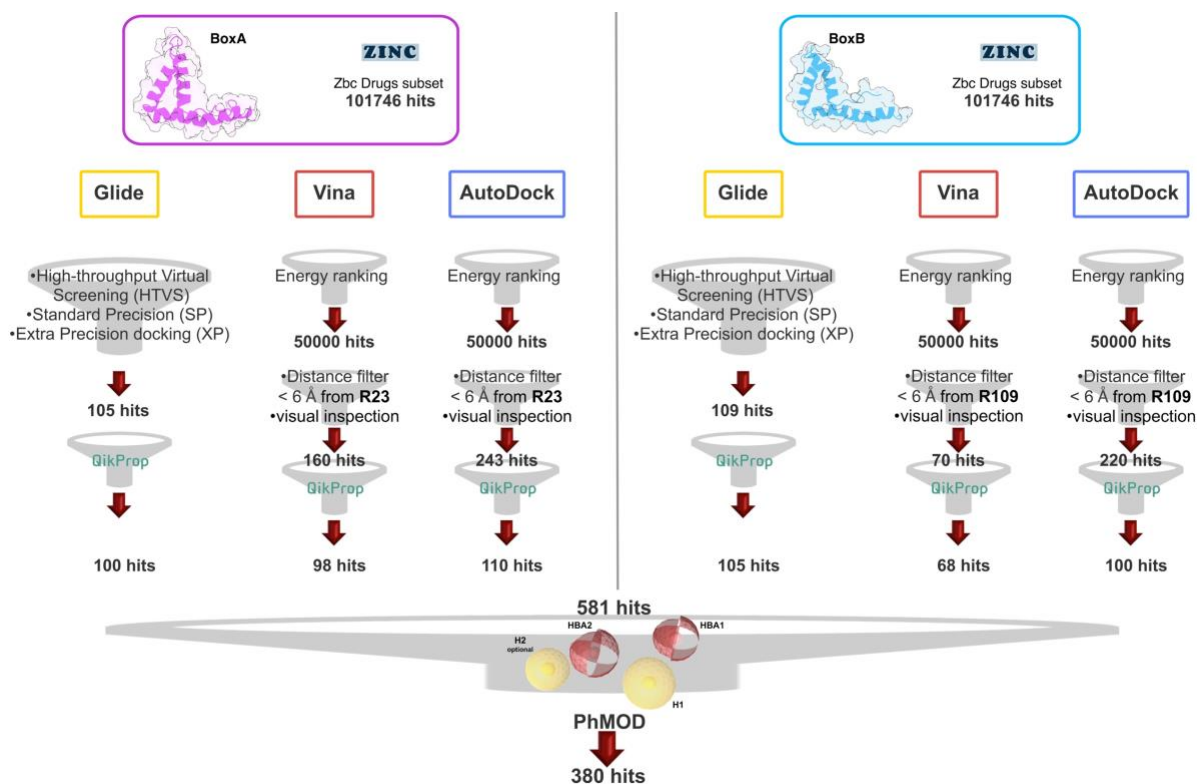 BoxA
ZINC
Zbc Drugs subset
101746 hits
Glide
Vina
AutoDock
•High-throughput Virtual
Screening (HTVS)
•Standard Precision (SP)
•Extra Precision docking (XP)
105 hits
QikProp
100 hits
Energy ranking
50000 hits
•Distance filter
< 6 Å from R23
•visual inspection
160 hits
QikProp
98 hits
Energy ranking
50000 hits
•Distance filter
< 6 Å from R23
•visual inspection
243 hits
QikProp
110 hits
BoxB
ZINC
Zbc Drugs subset
101746 hits
Glide
Vina
AutoDock
•High-throughput Virtual
Screening (HTVS)
•Standard Precision (SP)
•Extra Precision docking (XP)
109 hits
QikProp
105 hits
Energy ranking
50000 hits
•Distance filter
< 6 Å from R109
•visual inspection
70 hits
QikProp
68 hits
Energy ranking
50000 hits
•Distance filter
< 6 Å from R109
•visual inspection
220 hits
QikProp
100 hits
581 hits
HBA2
HBA1
H2
optional
H1
PhMOD
380 hits